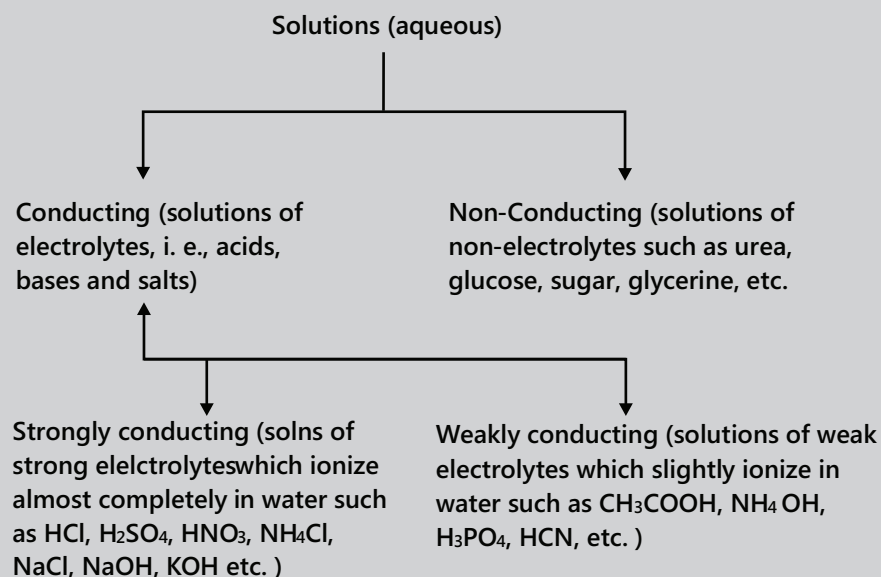 Solutions (aqueous)
Conducting (solutions of
electrolytes, i. e., acids,
bases and salts)
Non-Conducting (solutions of
non-electrolytes such as urea,
glucose, sugar, glycerine, etc.
Strongly conducting (solns of
strong elelctrolyteswhich ionize
almost completely in water such
as HCl, H₂SO₄, HNO₃, NH₄Cl,
NaCl, NaOH, KOH etc. )
Weakly conducting (solutions of weak
electrolytes which slightly ionize in
water such as CH₃COOH, NH₄ OH,
H₃PO₄, HCN, etc. )